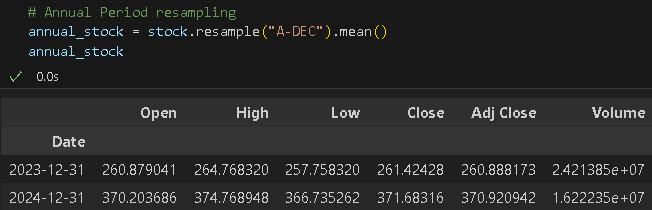 # Annual Period resampling
annual_stock = stock.resample("A-DEC").mean()
annual_stock
✓ 0.0s
Open High Low Close Adj Close Volume
Date
2023-12-31 260.879041 264.768320 257.758320 261.42428 260.888173 2.421385e+07
2024-12-31 370.203686 374.768948 366.735262 371.68316 370.920942 1.622235e+07